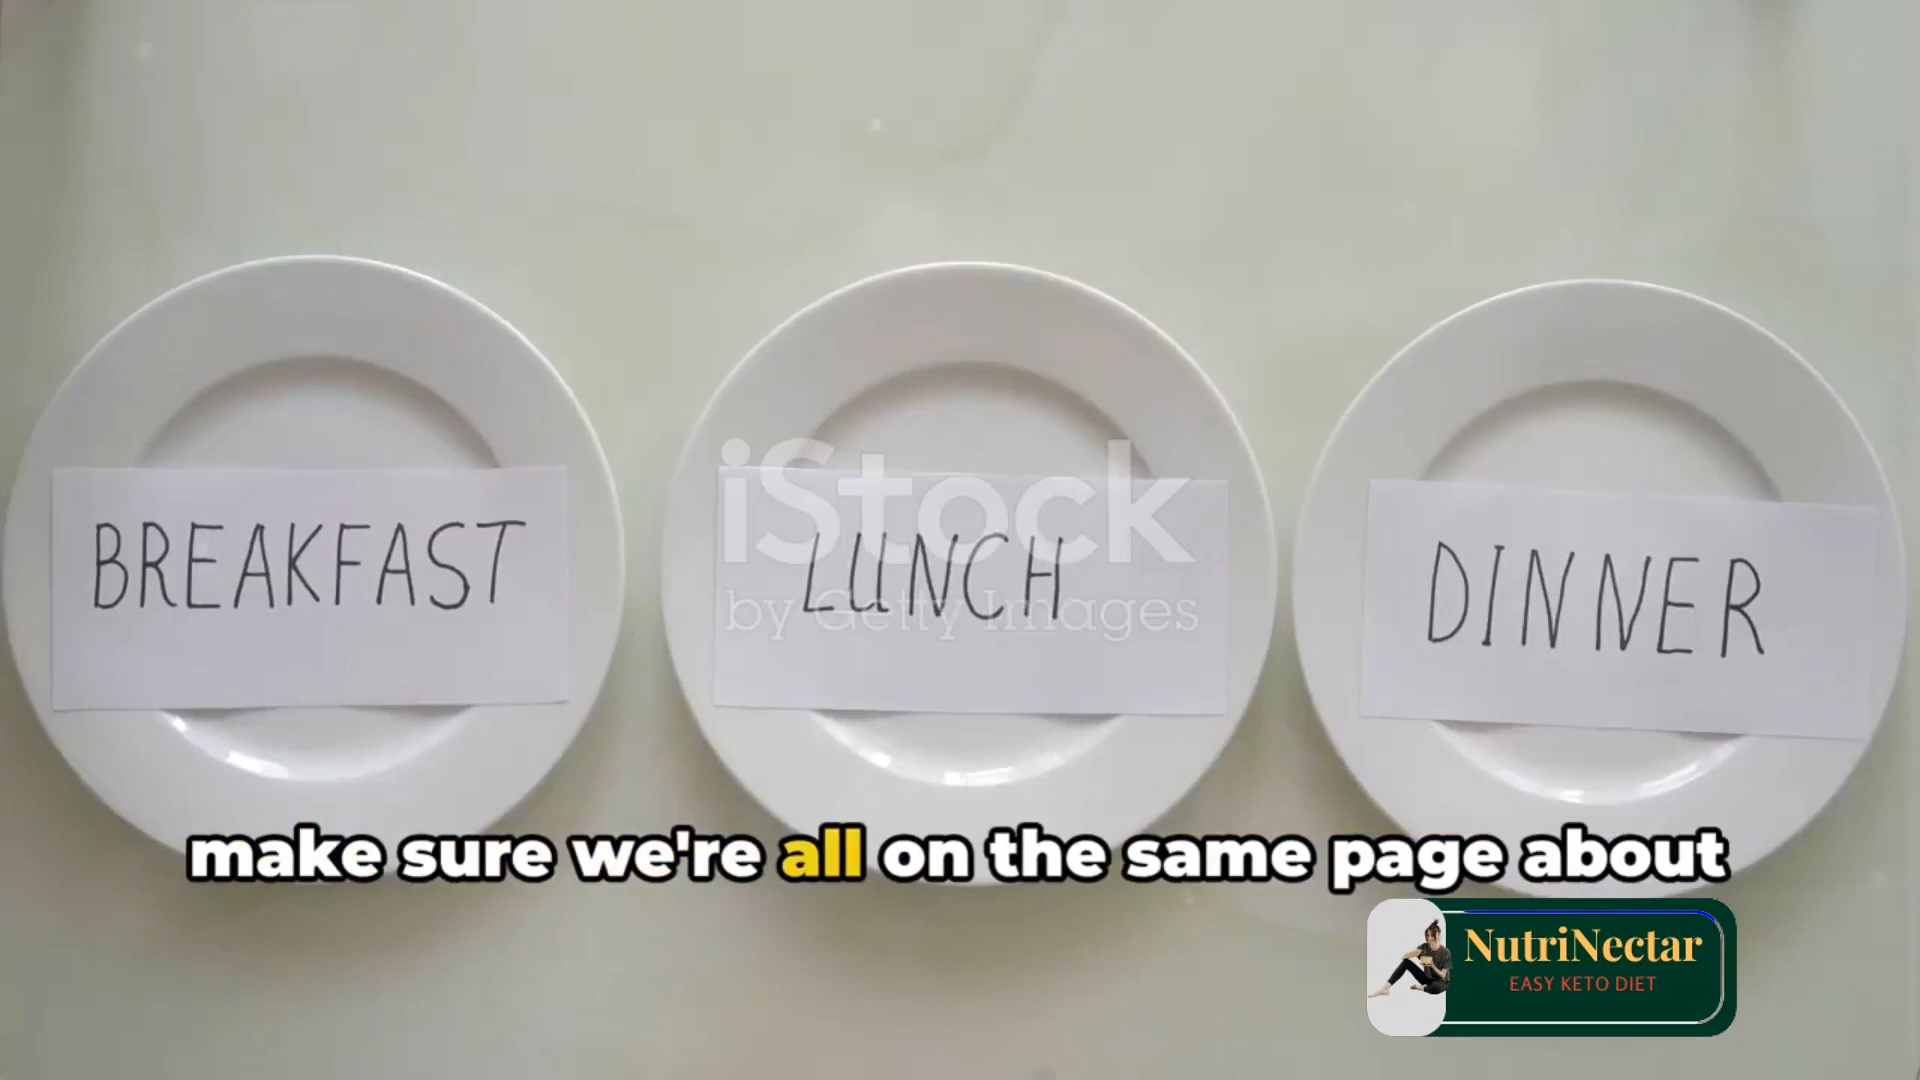 BREAKFAST
LUNCH
DINNER
iStock
by Getty Images
make sure we're all on the same page about
NutriNectar
EASY KETO DIET